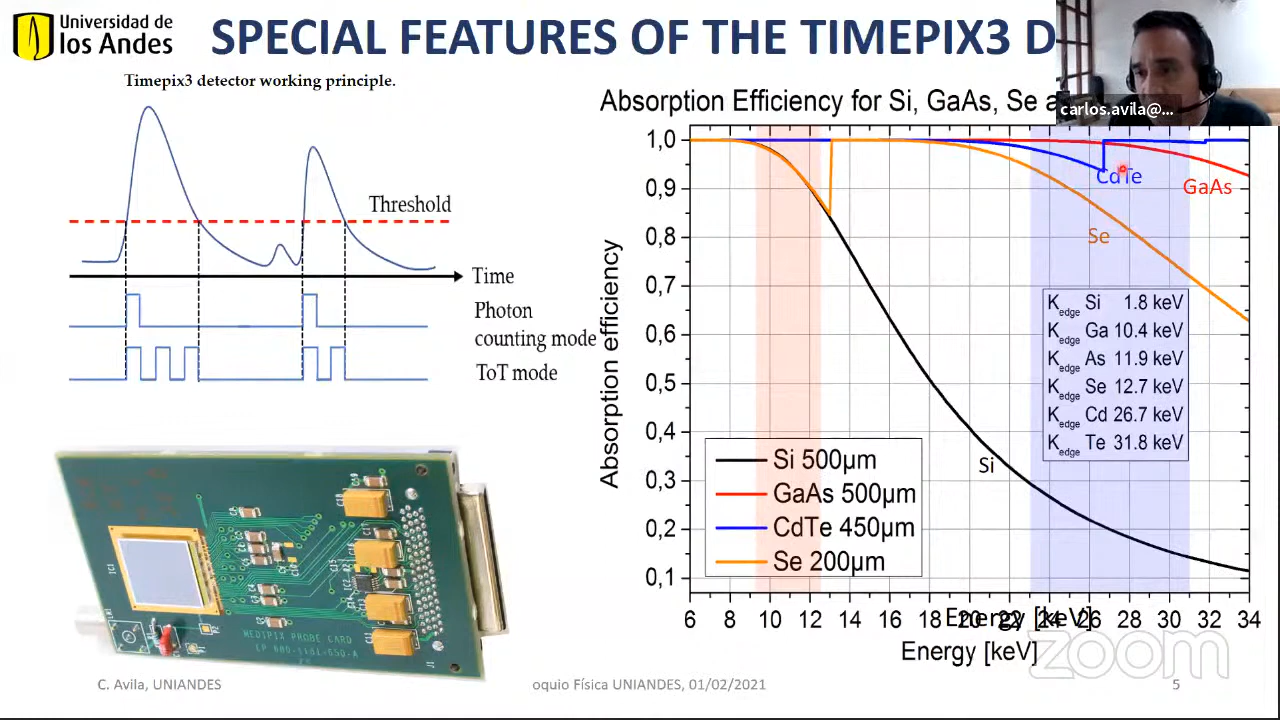 Universidad de
los Andes
SPECIAL FEATURES OF THE TIMEPIX3 D
carlos.avila@...
Timepix3 detector working principle.
Threshold
Time
Photon
counting mode
ToT mode
MEDIPIX PROBE CARD
Absorption Efficiency for Si, GaAs, Se a
Absorption efficiency
1,0
0,9
0,8
0,7
0,6
0,5
0,4
0,3
0,2
0,1
CdTe
GaAs
Se
Si
K edge Si 1.8 keV
K edge Ga 10.4 keV
K edge As 11.9 keV
K edge Se 12.7 keV
K edge Cd 26.7 keV
K edge Te 31.8 keV
Si 500µm
GaAs 500µm
CdTe 450µm
Se 200µm
6 8 10 12 14 16 18 20 22 24 26 28 30 32 34
Energy [keV]
Energy [keV]
zoom
C. Avila, UNIANDES
oquio Física UNIANDES, 01/02/2021
5